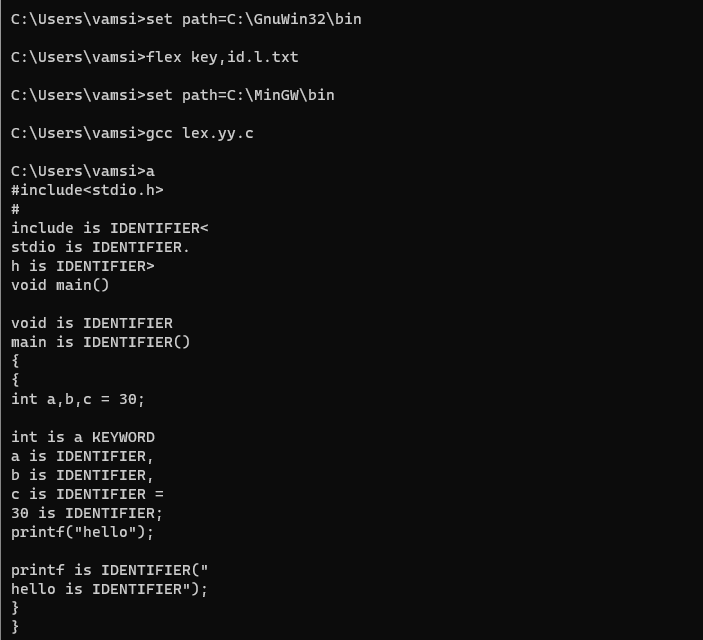 C:\Users\vamsi>set path=C:\GnuWin32\bin
C:\Users\vamsi>flex key,id.l.txt
C:\Users\vamsi>set path=C:\MinGW\bin
C:\Users\vamsi>gcc lex.yy.c
C:\Users\vamsi>a
#include<stdio.h>
#
include is IDENTIFIER<
stdio is IDENTIFIER.
h is IDENTIFIER>
void main()
void is IDENTIFIER
main is IDENTIFIER()
{
{
int a,b,c = 30;
int is a KEYWORD
a is IDENTIFIER,
b is IDENTIFIER,
c is IDENTIFIER =
30 is IDENTIFIER;
printf("hello");
printf is IDENTIFIER("
hello is IDENTIFIER");
}
}